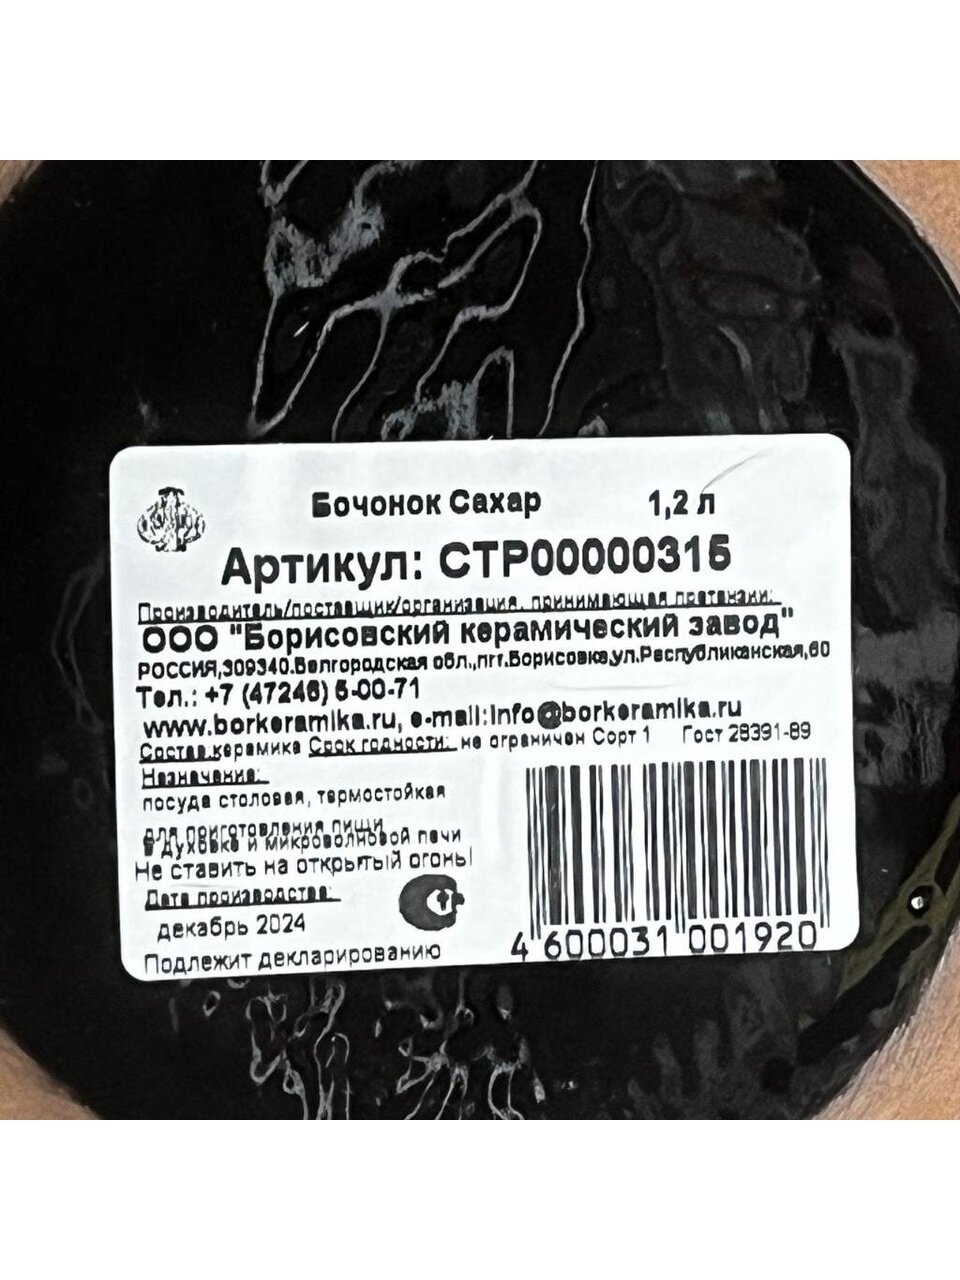 Бочонок Сахар 1,2 л
Артикул: СТР00000315
Производитель/поставщик/организация, принимающая претензии:
ООО "Борисовский керамический завод"
РОССИЯ,309340.Белгородская обл.,пгт.Борисовка,ул.Республиканская,60
Тел.: +7 (47246) 5-00-71
www.borkeramika.ru, e-mail:info@borkeramika.ru
Состав керамика Срок годности: не ограничен Сорт 1 Гост 28391-89
Назначение:
посуда столовая, термостойкая
для приготовления пищи
в духовке и микроволновой печи
Не ставить на открытый огонь!
Дата производства:
декабрь 2024
Подлежит декларированию
4 600031 001920